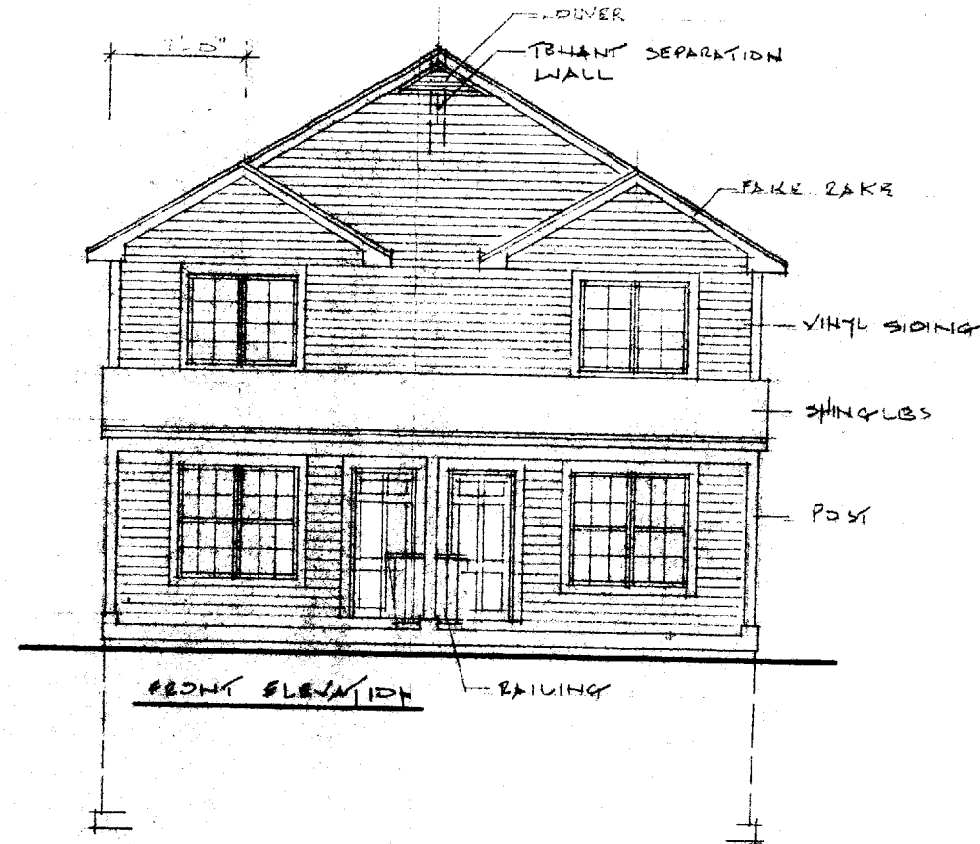 LOUVER
TENANT SEPARATION
WALL
FAKE RAKE
VINYL SIDING
SHINGLES
POST
FRONT ELEVATION
RAILING